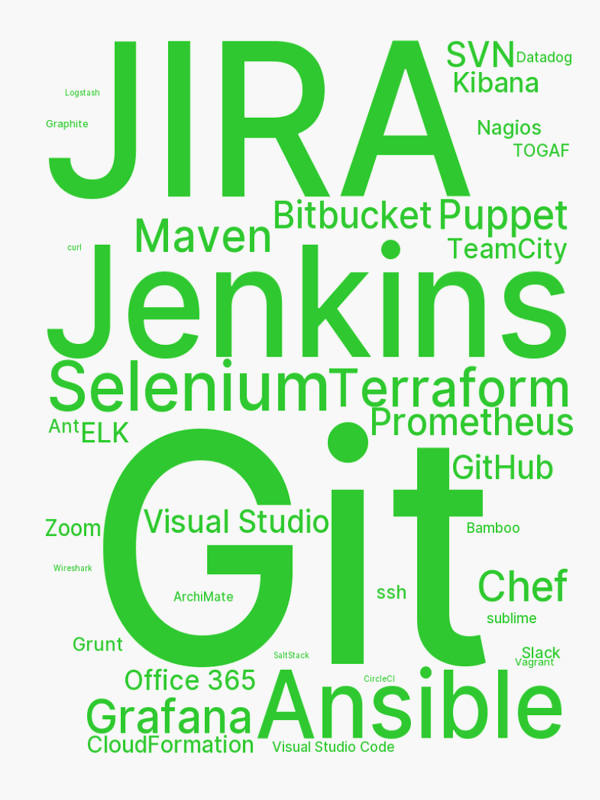 JIRA
SVN
Datadog
Kibana
Logstash
Graphite
Nagios
TOGAF
Bitbucket
Puppet
Maven
TeamCity
curl
Jenkins
Selenium
Terraform
Prometheus
Ant
ELK
Git
GitHub
Visual Studio
Zoom
Bamboo
Wireshark
Chef
ArchiMate
ssh
sublime
Grunt
SaltStack
Slack
Vagrant
Office 365
CircleCI
Ansible
Grafana
CloudFormation
Visual Studio Code